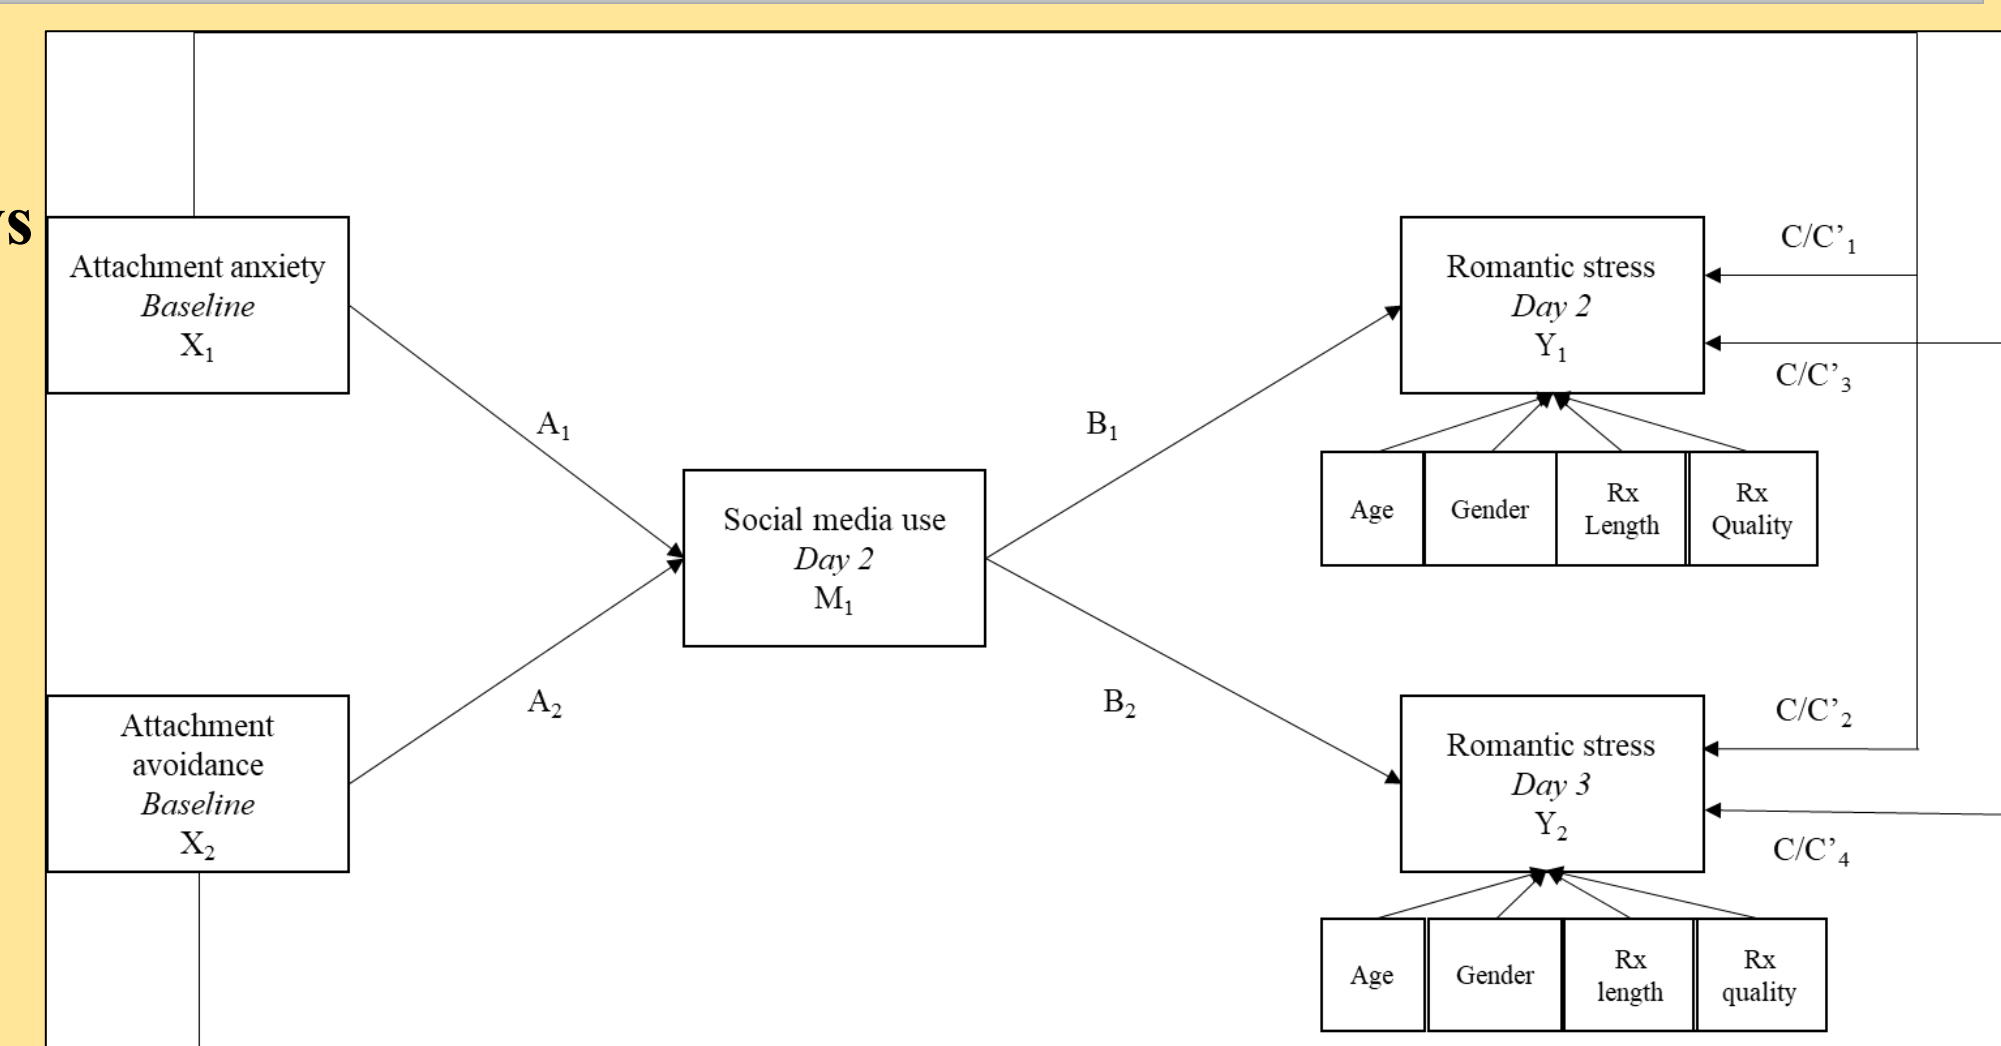 Attachment anxiety
Baseline
X₁
A₁
Attachment
avoidance
Baseline
X₂
A₂
Social media use
Day 2
M₁
B₁
B₂
Romantic stress
Day 2
Y₁
C/C’₁
C/C’₃
Age
Gender
Rx
Length
Rx
Quality
Romantic stress
Day 3
Y₂
C/C’₂
C/C’₄
Age
Gender
Rx
length
Rx
quality